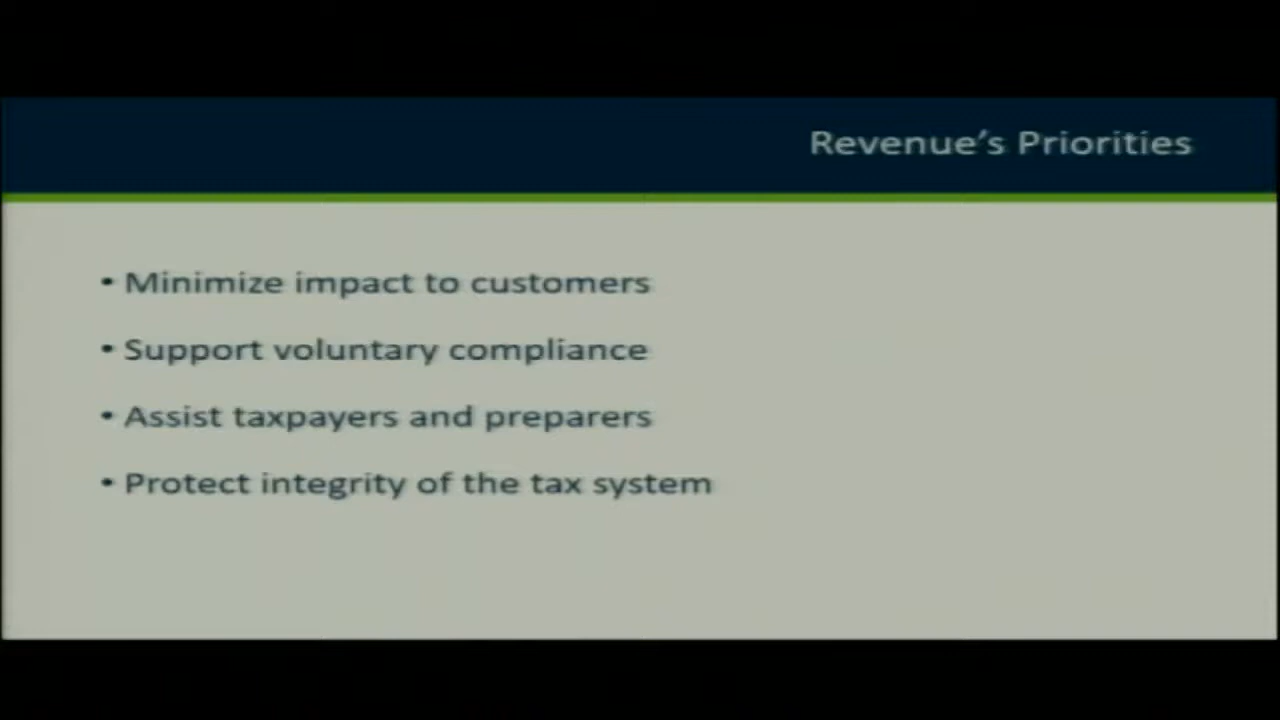 Revenue's Priorities
• Minimize impact to customers
• Support voluntary compliance
• Assist taxpayers and preparers
• Protect integrity of the tax system